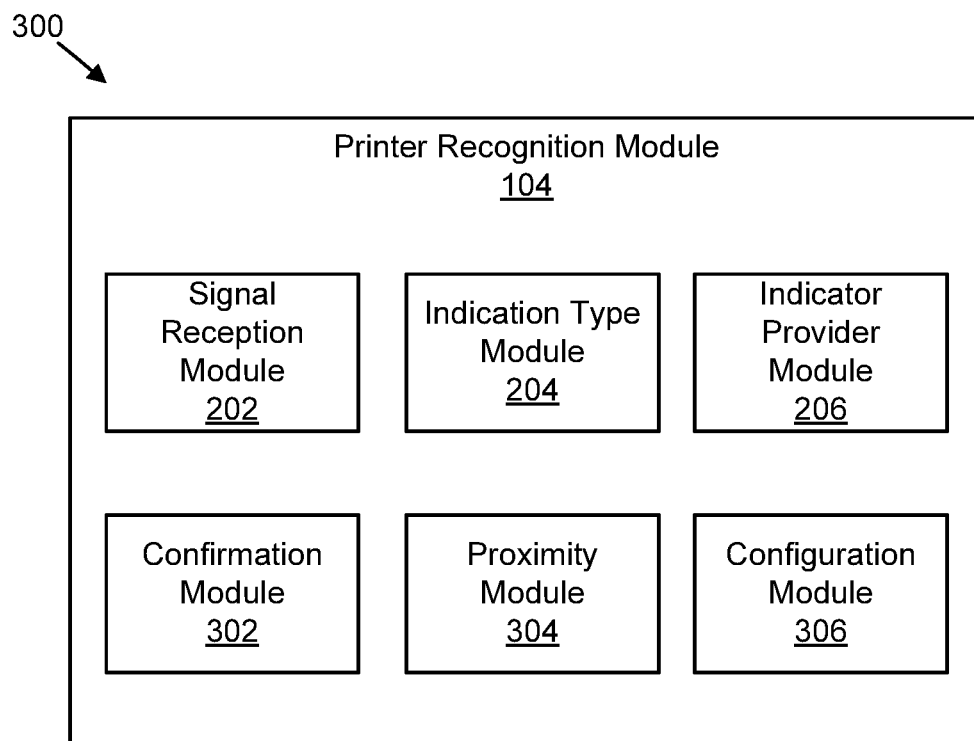 300
Printer Recognition Module
104
Signal
Reception
Module
202
Indication Type
Module
204
Indicator
Provider
Module
206
Confirmation
Module
302
Proximity
Module
304
Configuration
Module
306